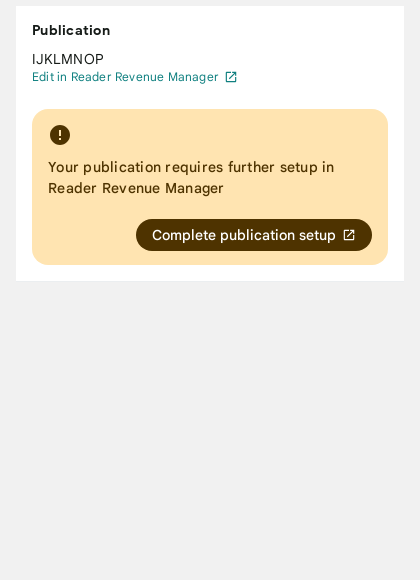 Publication
IJKLMNOP
Edit in Reader Revenue Manager
Your publication requires further setup in
Reader Revenue Manager
Complete publication setup